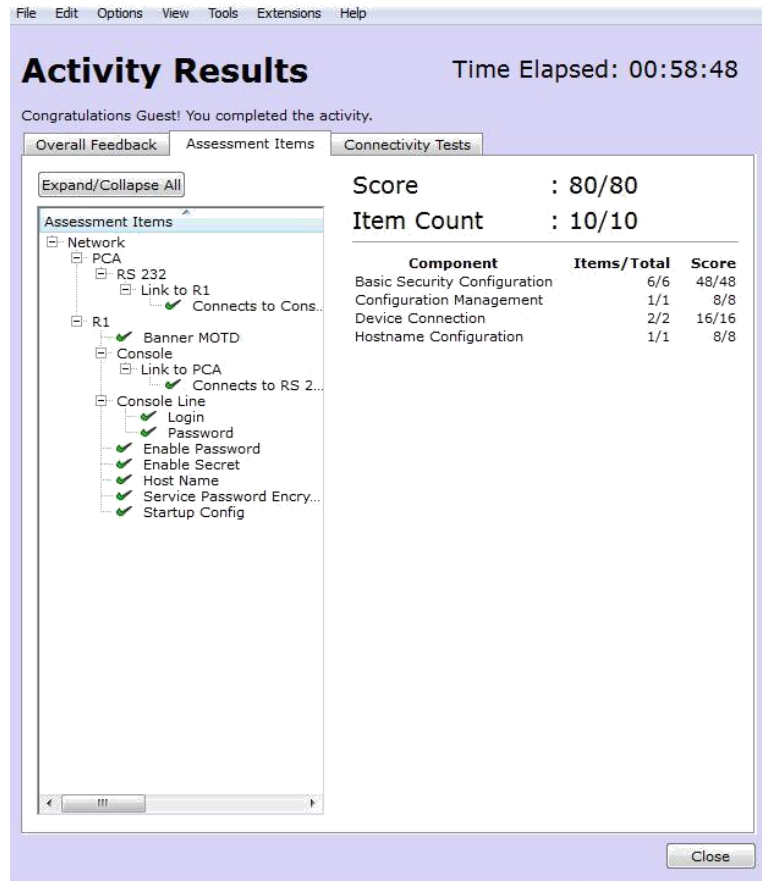 File Edit Options View Tools Extensions Help
Activity Results
Time Elapsed: 00:58:48
Congratulations Guest! You completed the activity.
Overall Feedback Assessment Items Connectivity Tests
Expand/Collapse All
Assessment Items
Network
PCA
RS 232
Link to R1
Connects to Cons..
R1
Banner MOTD
Console
Link to PCA
Connects to RS 2...
Console Line
Login
Password
Enable Password
Enable Secret
Host Name
Service Password Encry...
Startup Config
Score : 80/80
Item Count : 10/10
Component Items/Total Score
Basic Security Configuration 6/6 48/48
Configuration Management 1/1 8/8
Device Connection 2/2 16/16
Hostname Configuration 1/1 8/8
Close